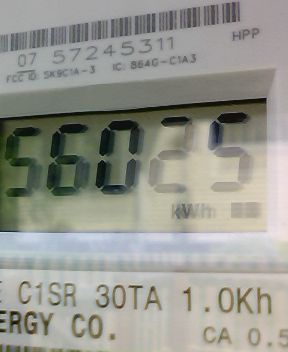 HPP
07 57245311
FCC ID: SK9C1A-3 IC: 864G-C1A3
56025
kWh
C1SR 30TA 1.0Kh
ERGY CO.
CA 0.5